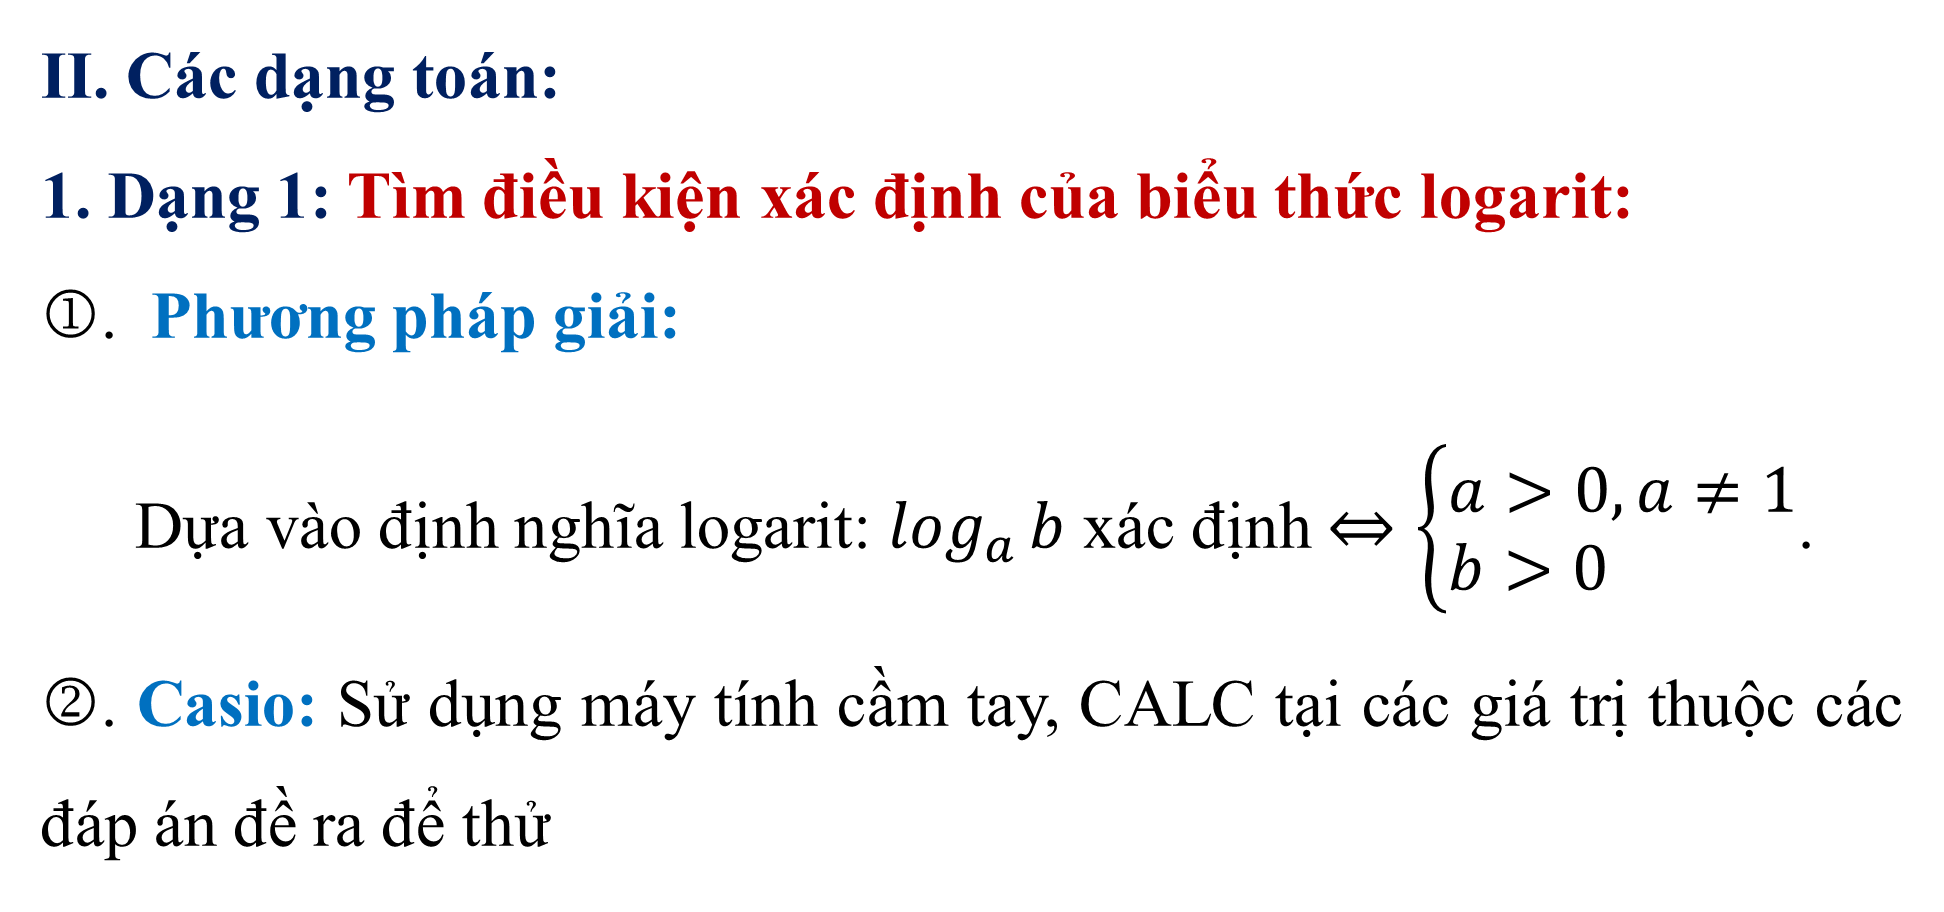 II. Các dạng toán:
1. Dạng 1: Tìm điều kiện xác định của biểu thức logarit:
①. Phương pháp giải:
Dựa vào định nghĩa logarit: log_a b xác định ⇔ {a > 0, a ≠ 1
b > 0.
②. Casio: Sử dụng máy tính cầm tay, CALC tại các giá trị thuộc các
đáp án đề ra để thử